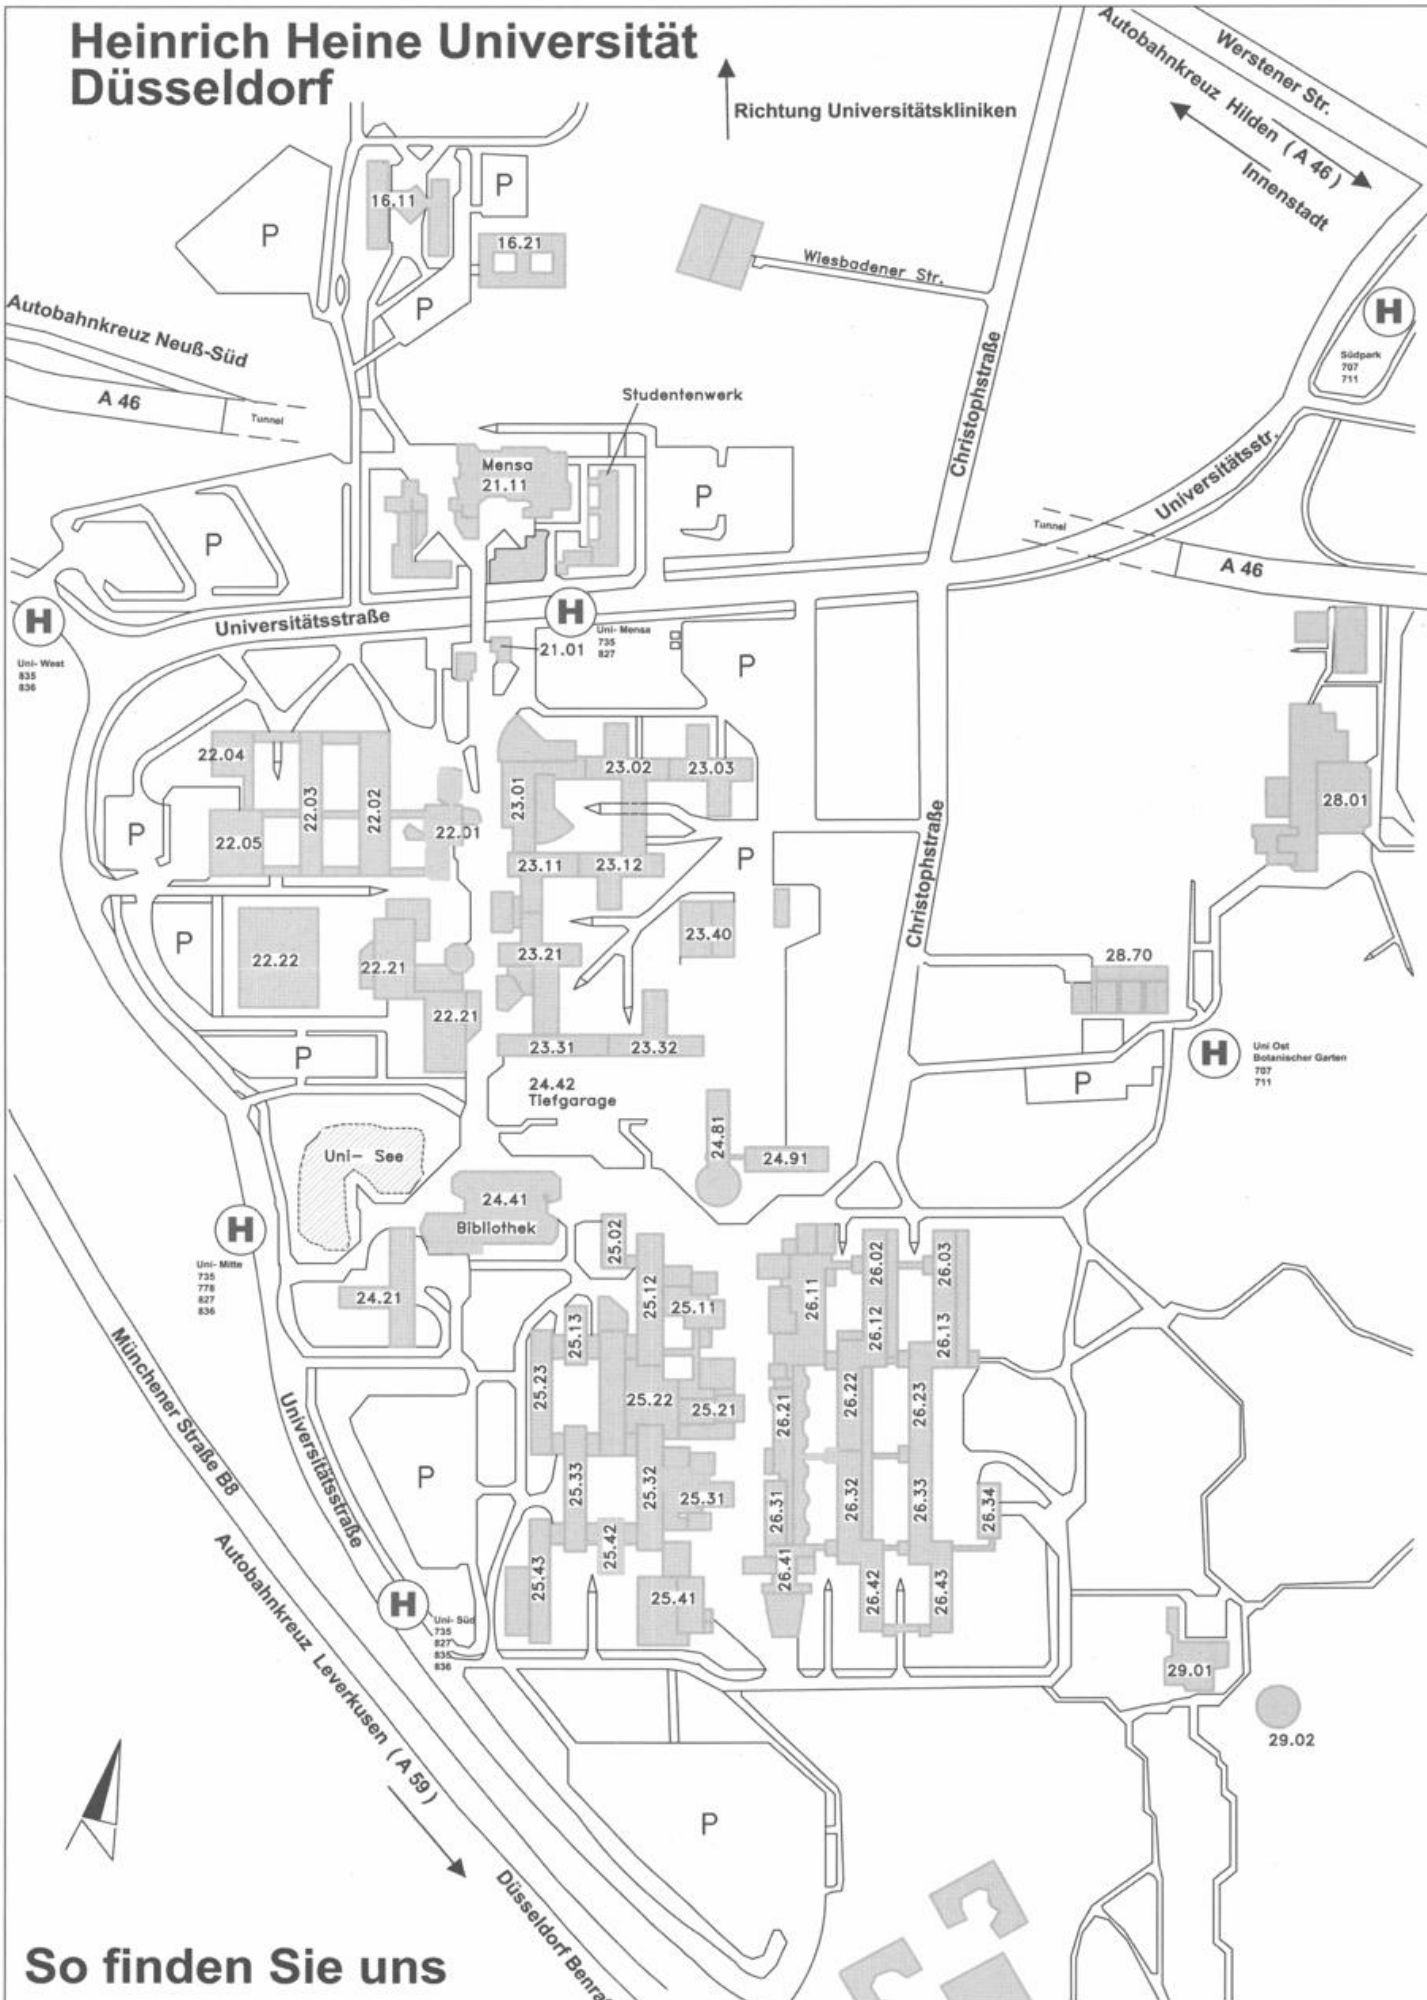 Heinrich Heine Universität
Düsseldorf
Richtung Universitätskliniken
Werstener Str.
Autobahnkreuz Hilden ( A 46 )
Innenstadt
P
16.11
P
16.21
P
Wiesbadener Str.
H
Südpark
707
711
Autobahnkreuz Neuß-Süd
A 46
Tunnel
Christophstraße
Studentenwerk
Mensa
21.11
P
P
Universitätsstr.
Tunnel
A 46
H
Uni- West
835
836
Universitätsstraße
H
Uni- Mensa
735
827
21.01
P
22.04
22.03
22.02
22.01
22.05
P
23.01
23.02
23.03
23.11
23.12
P
28.01
Christophstraße
P
22.22
22.21
22.21
23.21
23.40
28.70
P
23.31
23.32
H
Uni Ost
Botanischer Garten
707
711
P
24.42
Tiefgarage
24.81
24.91
Uni- See
24.41
Bibliothek
H
Uni- Mitte
735
778
827
836
24.21
25.02
25.12
25.11
25.13
25.23
25.22
25.21
25.33
25.32
25.31
25.42
25.43
25.41
26.11
26.02
26.03
26.12
26.13
26.21
26.22
26.23
26.31
26.32
26.33
26.34
26.41
26.42
26.43
Münchener Straße B8
Universitätsstraße
P
H
Uni- Süd
735
827
835
836
Autobahnkreuz Leverkusen ( A 59 )
29.01
29.02
P
Düsseldorf Benra
So finden Sie uns